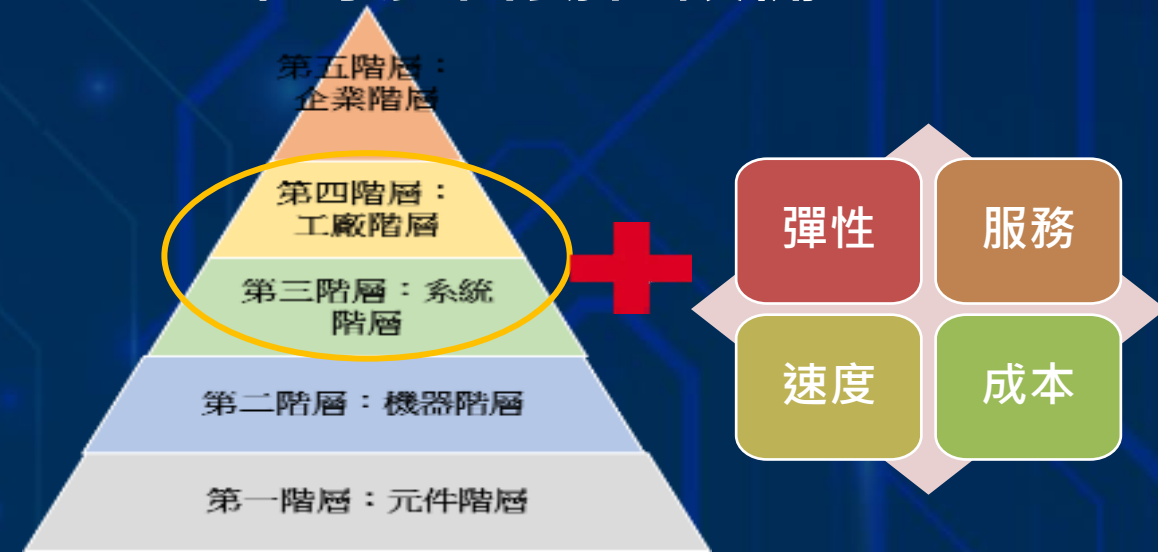 第五階層：
企業階層
第四階層：
工廠階層
第三階層：系統
階層
第二階層：機器階層
第一階層：元件階層
彈性
服務
速度
成本